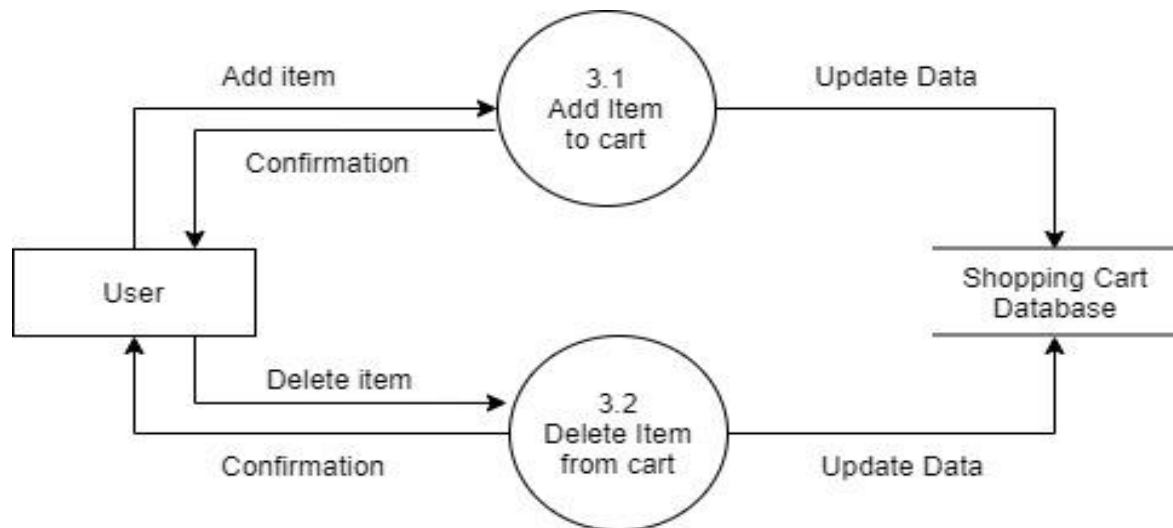 Add item
3.1
Add Item
to cart
Update Data
Confirmation
User
Shopping Cart
Database
Delete item
3.2
Delete Item
from cart
Confirmation
Update Data